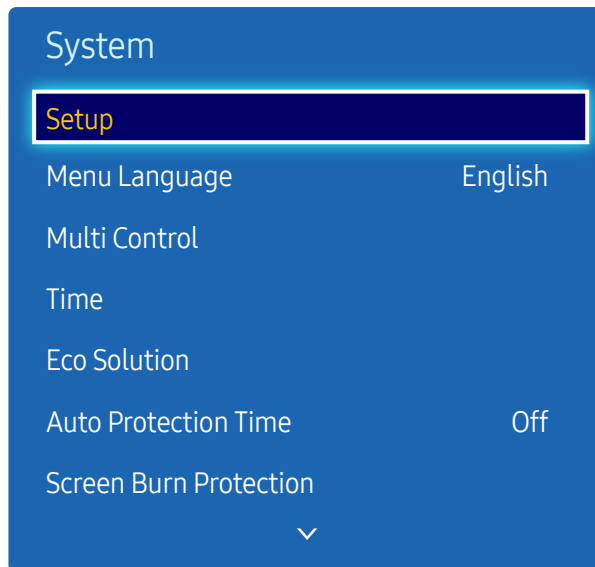 System
Setup
Menu Language English
Multi Control
Time
Eco Solution
Auto Protection Time Off
Screen Burn Protection